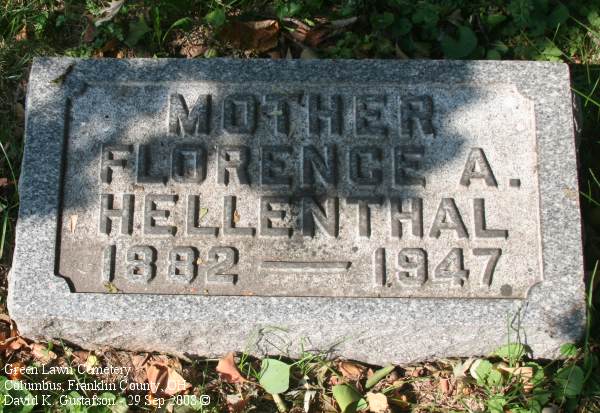 MOTHER
FLORENCE A.
HELLENTHAL
1882 — 1947
Green Lawn Cemetery
Columbus, Franklin County, OH
David K. Gustafson 29 Sep 2008 ©